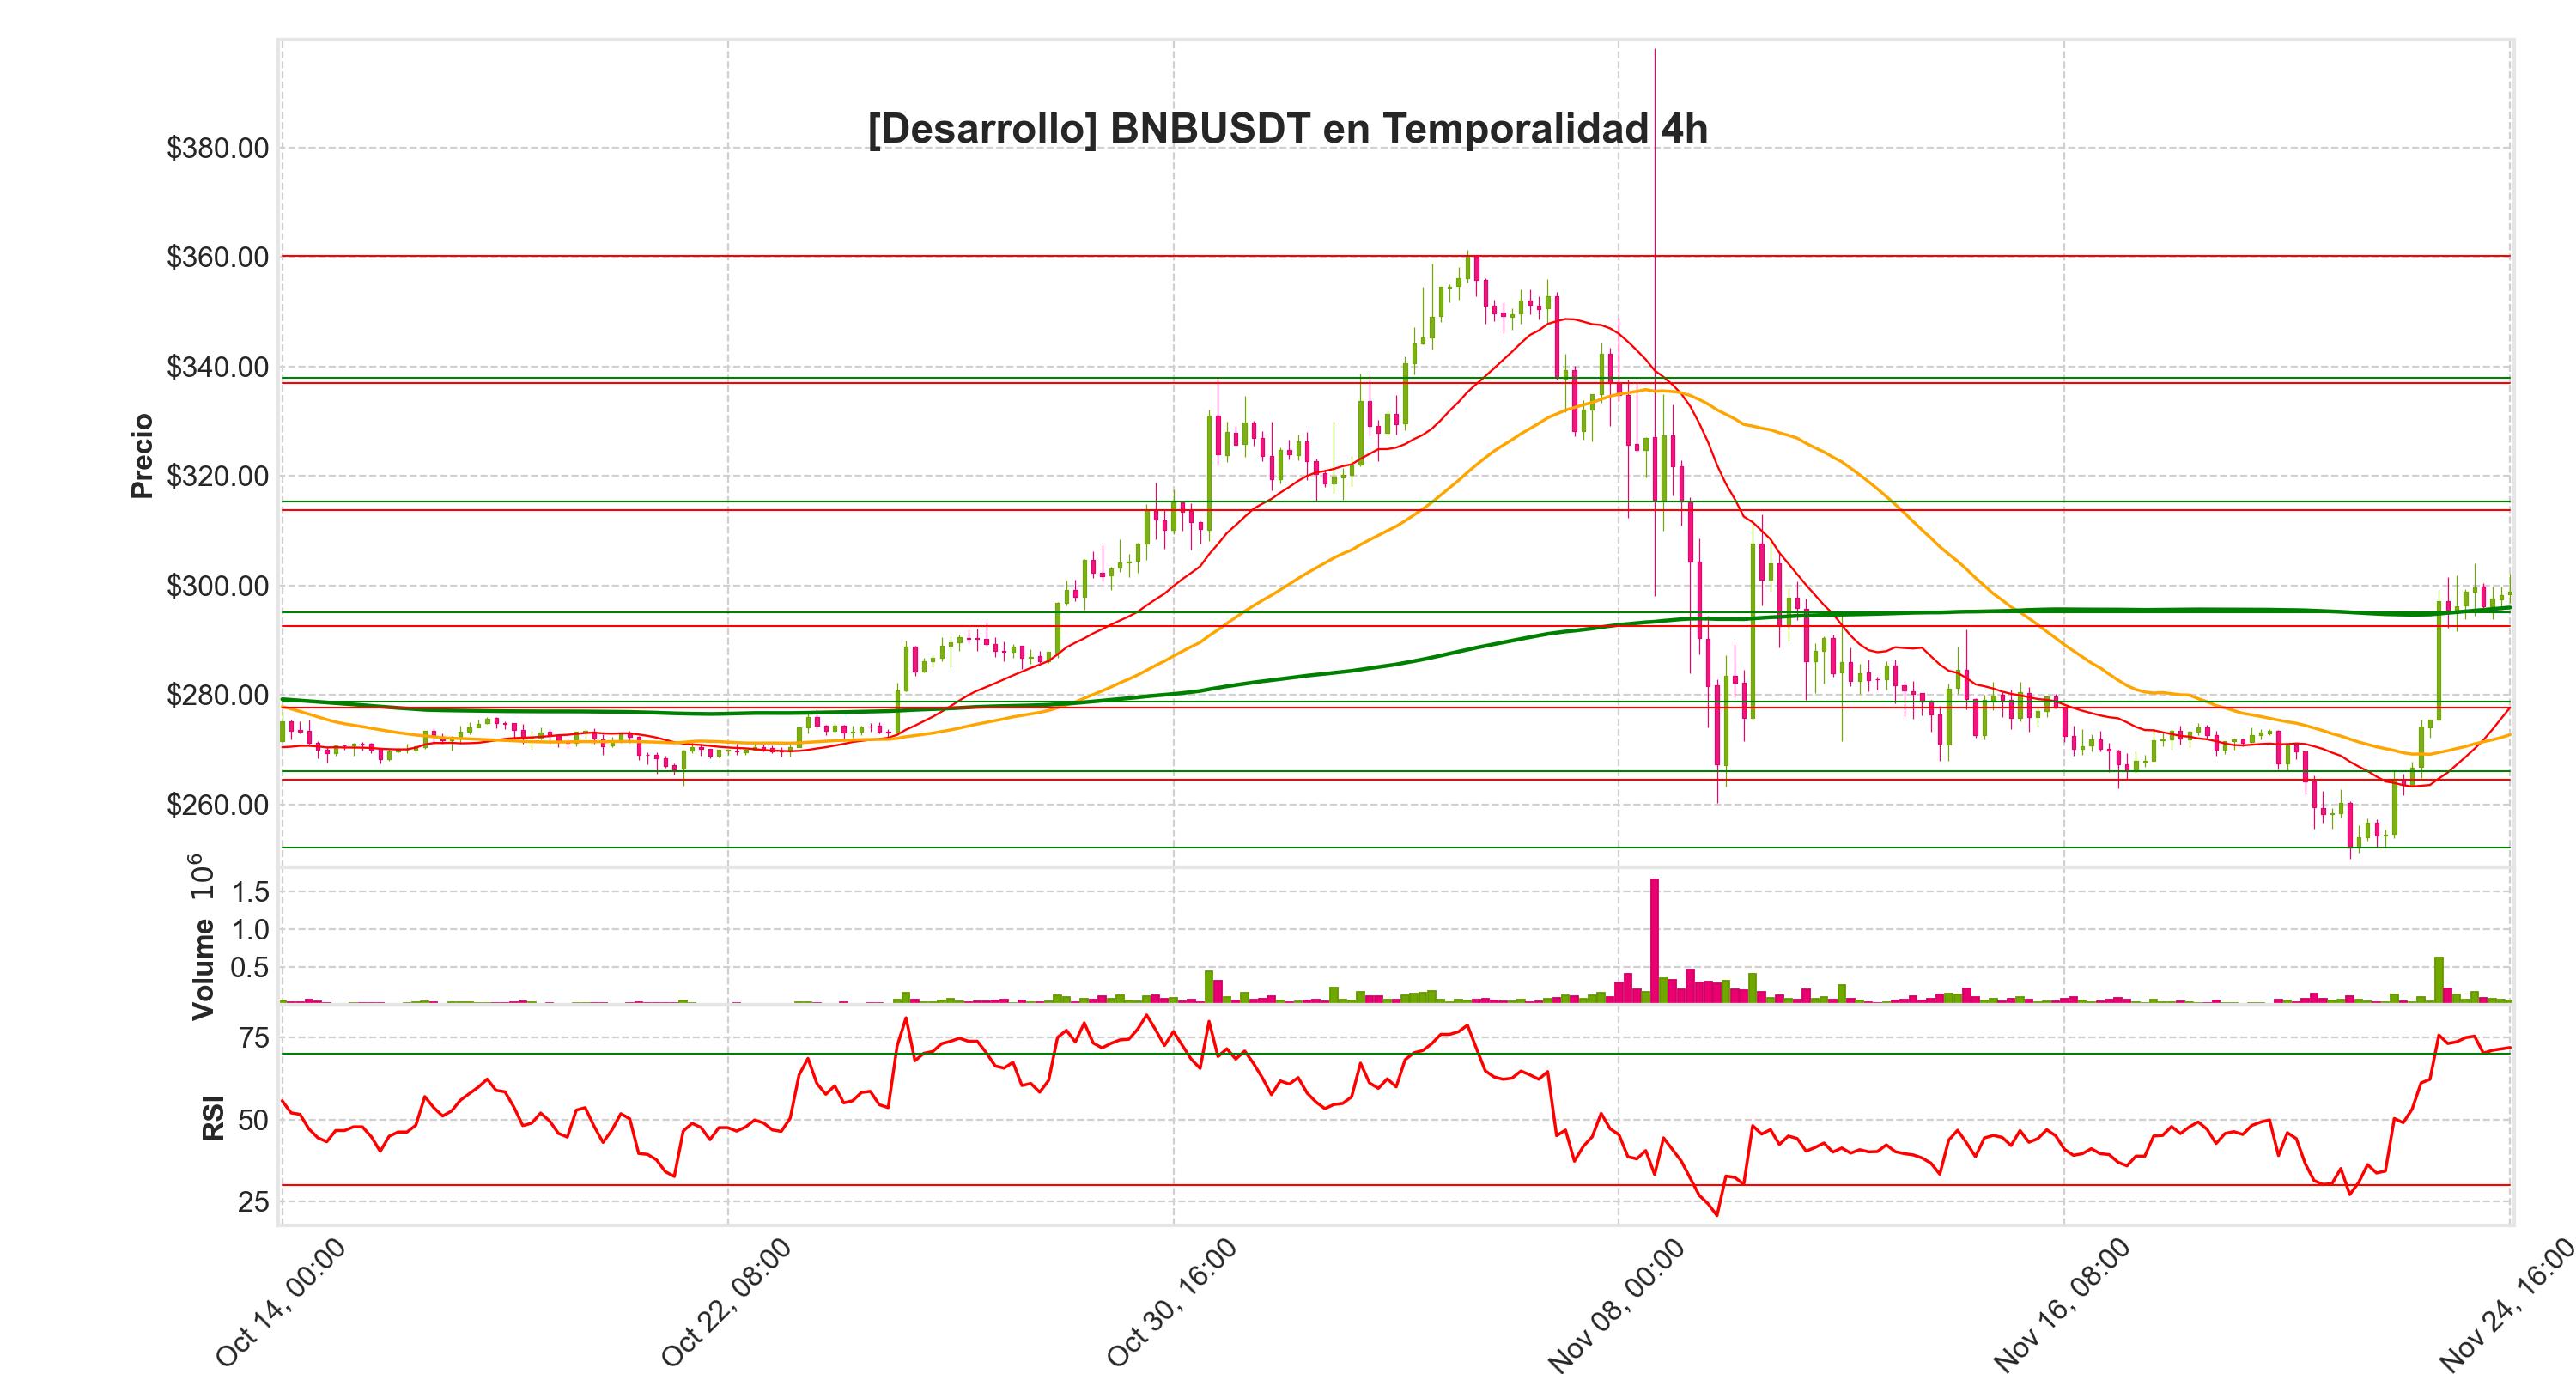 [Desarrollo] BNBUSDT en Temporalidad 4h
$380.00
$360.00
$340.00
$320.00
$300.00
$280.00
$260.00
Precio
Volume 10⁶
1.5
1.0
0.5
RSI
75
50
25
Oct 14, 00:00
Oct 22, 08:00
Oct 30, 16:00
Nov 08, 00:00
Nov 16, 08:00
Nov 24, 16:00